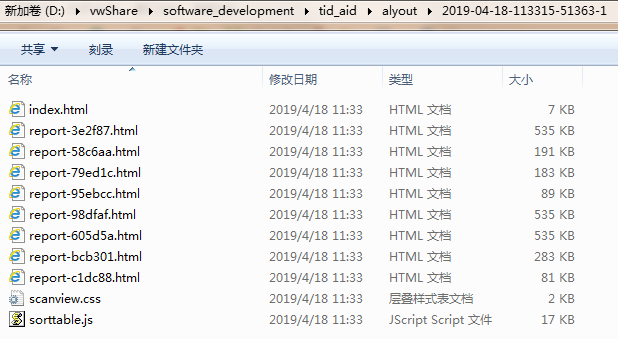 新加卷 (D:) ▸ vwShare ▸ software_development ▸ tid_aid ▸ alyout ▸ 2019-04-18-113315-51363-1
共享 刻录 新建文件夹
名称 修改日期 类型 大小
index.html 2019/4/18 11:33 HTML 文档 7 KB
report-3e2f87.html 2019/4/18 11:33 HTML 文档 535 KB
report-58c6aa.html 2019/4/18 11:33 HTML 文档 191 KB
report-79ed1c.html 2019/4/18 11:33 HTML 文档 183 KB
report-95ebcc.html 2019/4/18 11:33 HTML 文档 89 KB
report-98dfaf.html 2019/4/18 11:33 HTML 文档 535 KB
report-605d5a.html 2019/4/18 11:33 HTML 文档 535 KB
report-bcb301.html 2019/4/18 11:33 HTML 文档 283 KB
report-c1dc88.html 2019/4/18 11:33 HTML 文档 81 KB
scanview.css 2019/4/18 11:33 层叠样式表文档 2 KB
sorttable.js 2019/4/18 11:33 JScript Script 文件 17 KB